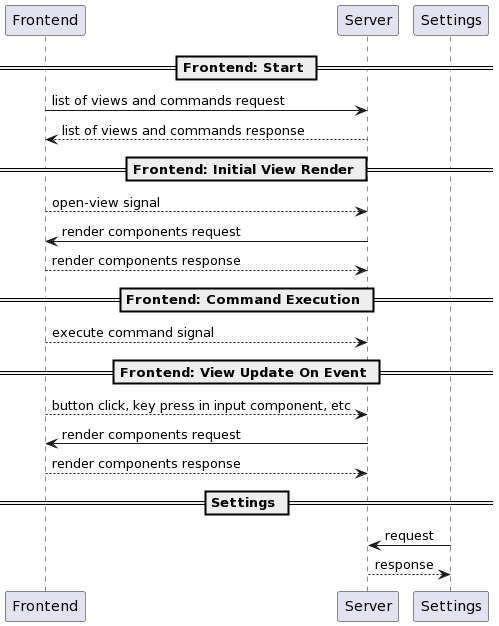 Frontend Server Settings
Frontend: Start
list of views and commands request
list of views and commands response
Frontend: Initial View Render
open-view signal
render components request
render components response
Frontend: Command Execution
execute command signal
Frontend: View Update On Event
button click, key press in input component, etc
render components request
render components response
Settings
request
response
Frontend Server Settings